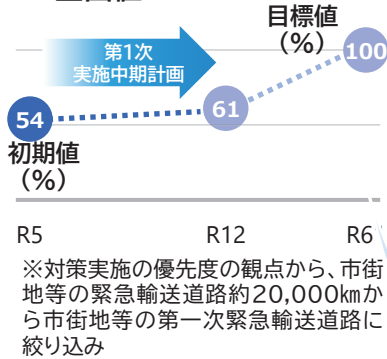 目標値
(%)
100
第1次
実施中期計画
54
61
初期値
(%)
R5 R12 R6
※対策実施の優先度の観点から、市街
地等の緊急輸送道路約20,000kmか
ら市街地等の第一次緊急輸送道路に
絞り込み